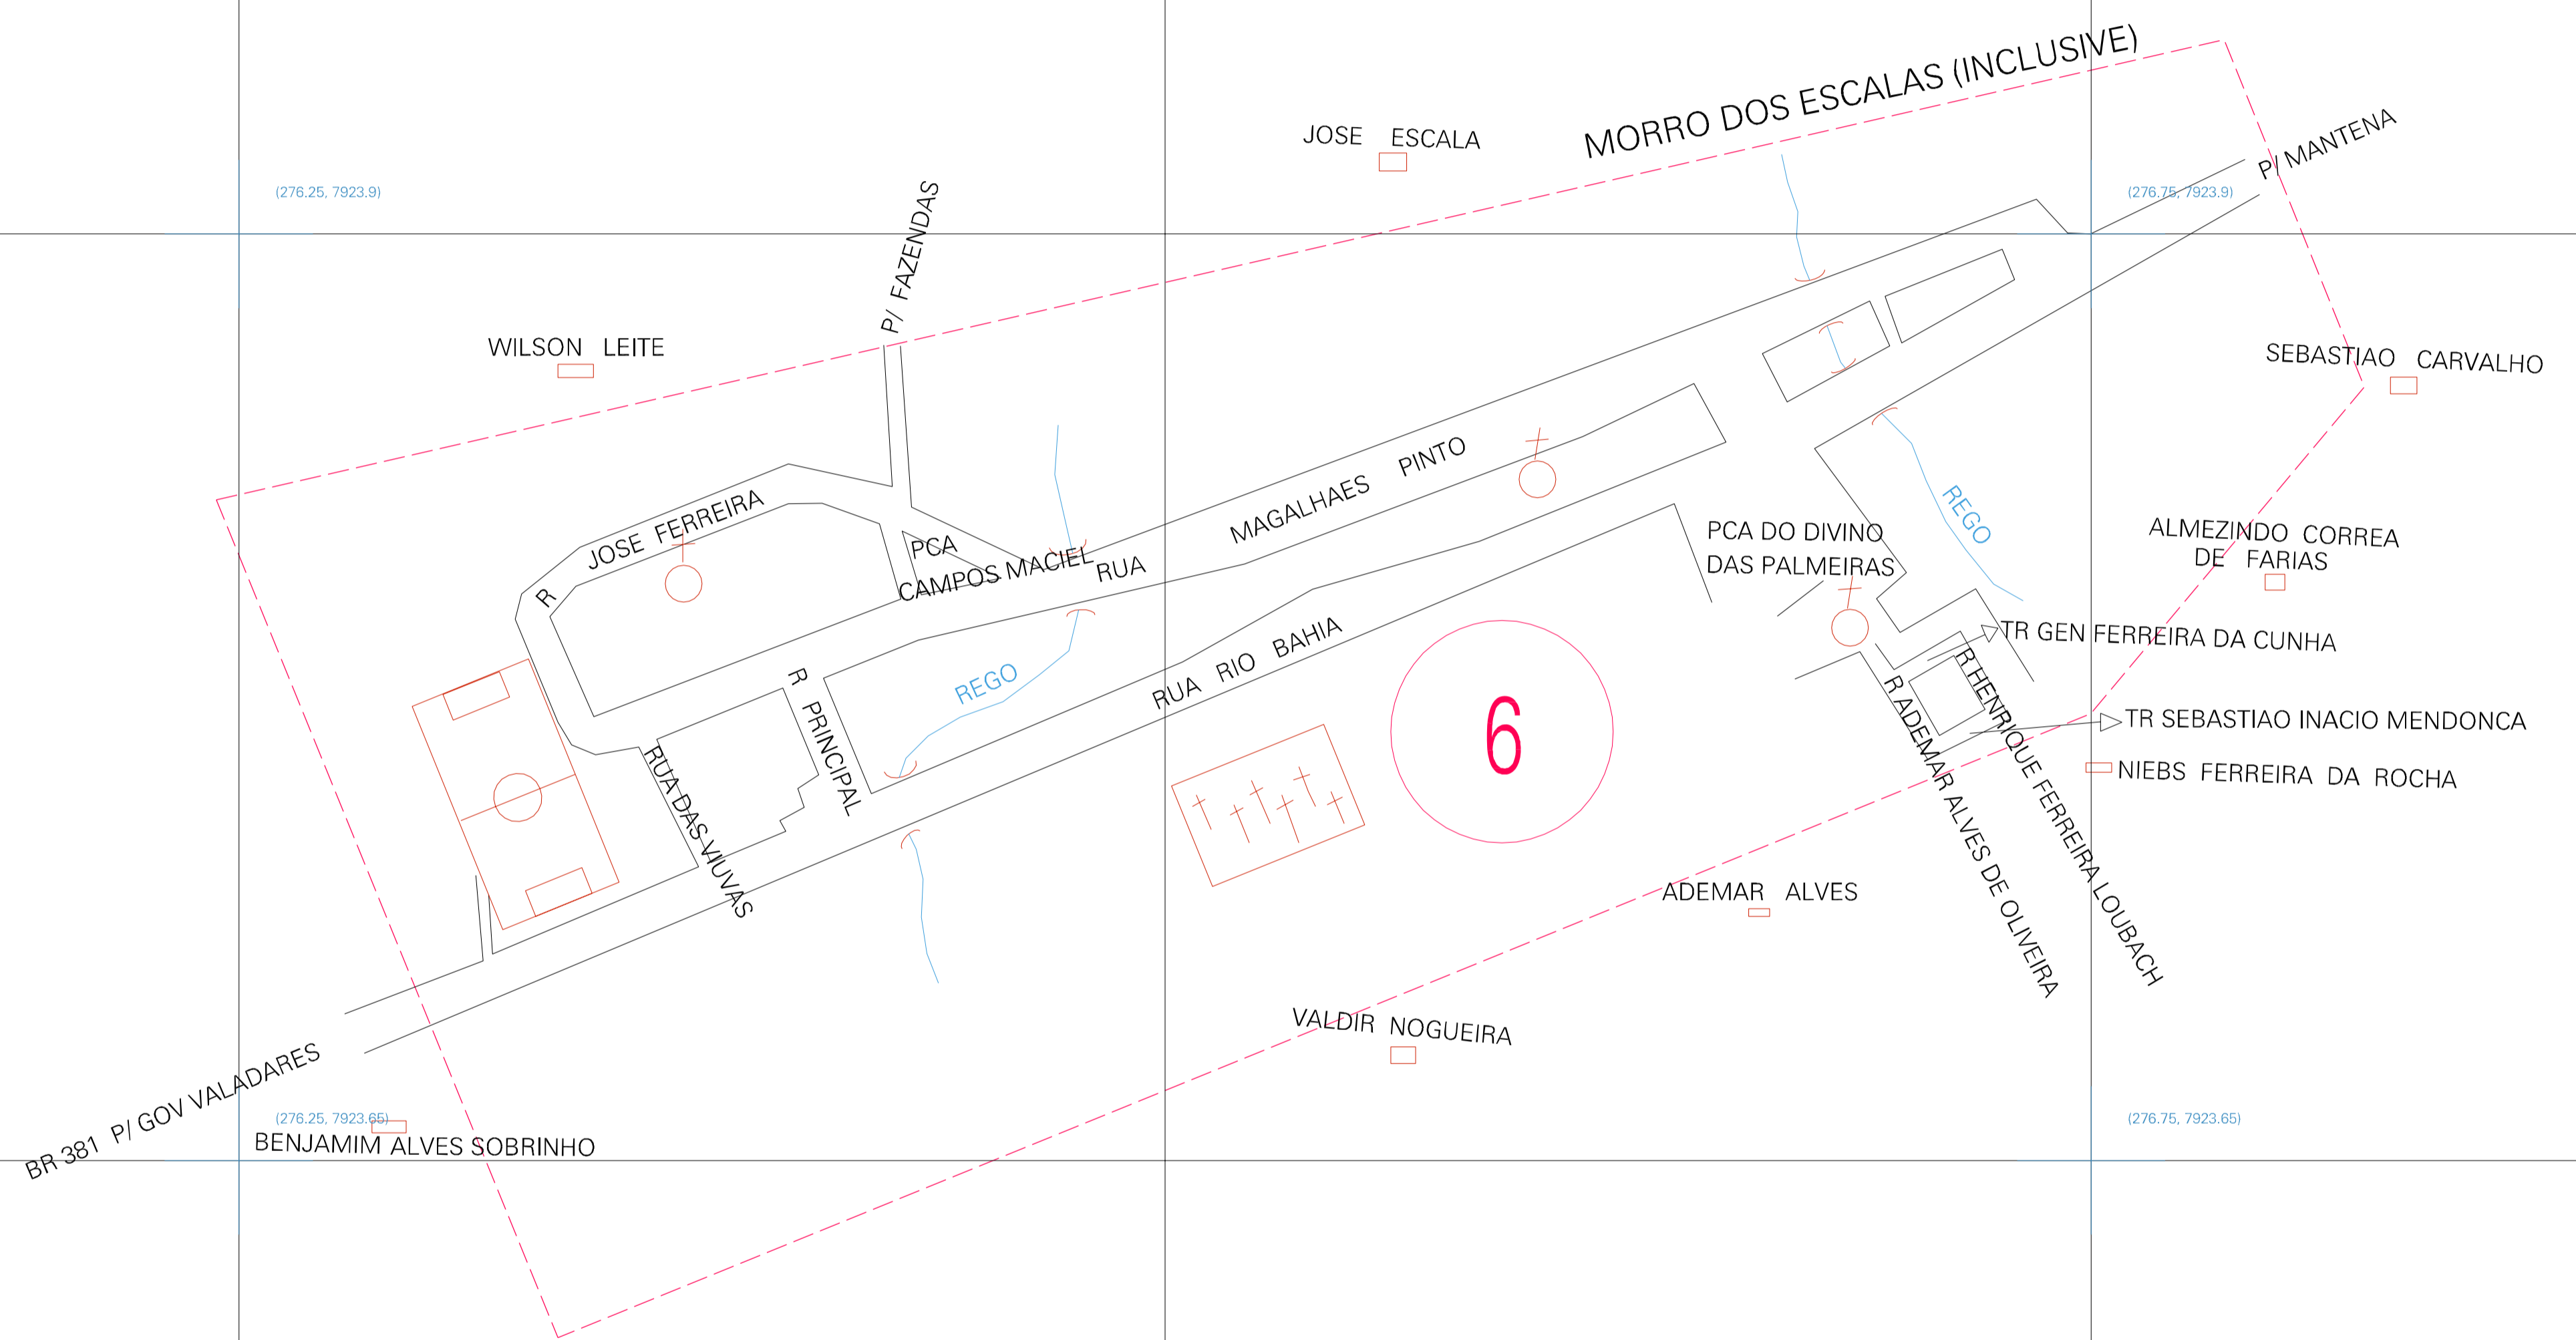 MORRO DOS ESCALAS (INCLUSIVE)
JOSE ESCALA
P/ MANTENA
(276.25, 7923.9)
(276.75, 7923.9)
P/ FAZENDAS
WILSON LEITE
SEBASTIAO CARVALHO
R JOSE FERREIRA
PCA
CAMPOS MACIEL
RUA MAGALHAES PINTO
REGO
PCA DO DIVINO
DAS PALMEIRAS
ALMEZINDO CORREA
DE FARIAS
TR GEN FERREIRA DA CUNHA
RUA RIO BAHIA
REGO
R PRINCIPAL
RUA DAS VIUVAS
6
R HENRIQUE FERREIRA LOUBACH
R ADEMAR ALVES DE OLIVEIRA
TR SEBASTIAO INACIO MENDONCA
NIEBS FERREIRA DA ROCHA
ADEMAR ALVES
VALDIR NOGUEIRA
BR 381 P/ GOV VALADARES
(276.25, 7923.65)
(276.75, 7923.65)
BENJAMIM ALVES SOBRINHO